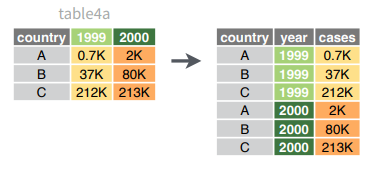 table4a
country 1999 2000
A 0.7K 2K
B 37K 80K
C 212K 213K
country year cases
A 1999 0.7K
B 1999 37K
C 1999 212K
A 2000 2K
B 2000 80K
C 2000 213K